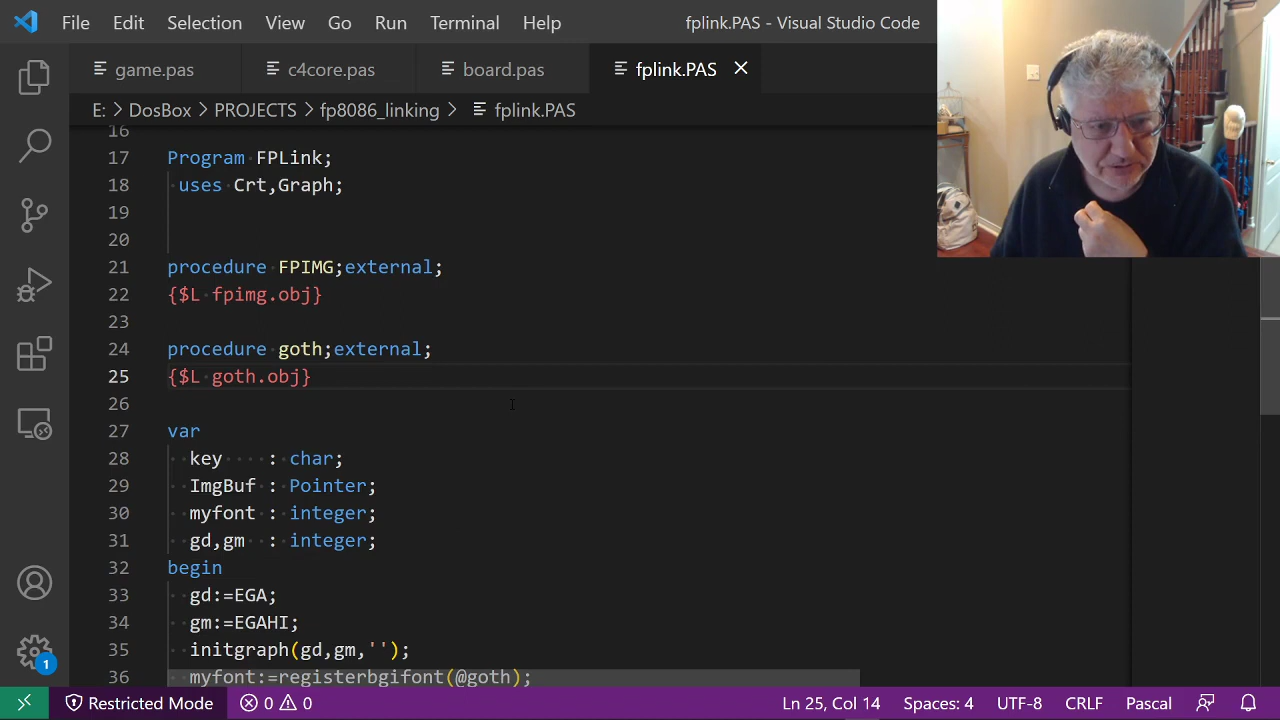 File Edit Selection View Go Run Terminal Help fplink.PAS - Visual Studio Code
game.pas c4core.pas board.pas fplink.PAS
E: > DosBox > PROJECTS > fp8086_linking > fplink.PAS
16
17 Program FPLink;
18 uses Crt,Graph;
19
20
21 procedure FPIMG;external;
22 {$L fpimg.obj}
23
24 procedure goth;external;
25 {$L goth.obj}
26
27 var
28 key : char;
29 ImgBuf : Pointer;
30 myfont : integer;
31 gd,gm : integer;
32 begin
33 gd:=EGA;
34 gm:=EGAHI;
35 initgraph(gd,gm,'');
36 myfont:=registerbgifont(@goth);
1
Restricted Mode 0 0 Ln 25, Col 14 Spaces: 4 UTF-8 CRLF Pascal